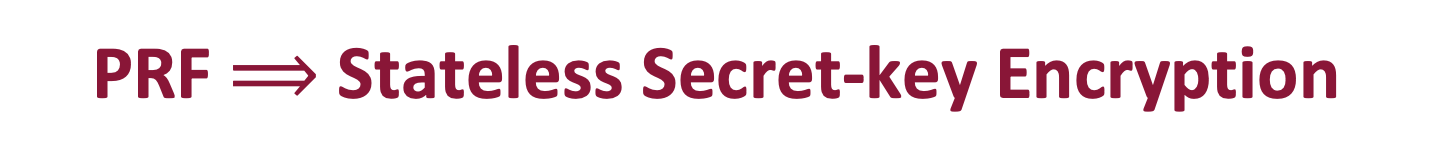 PRF ⟹ Stateless Secret-key Encryption